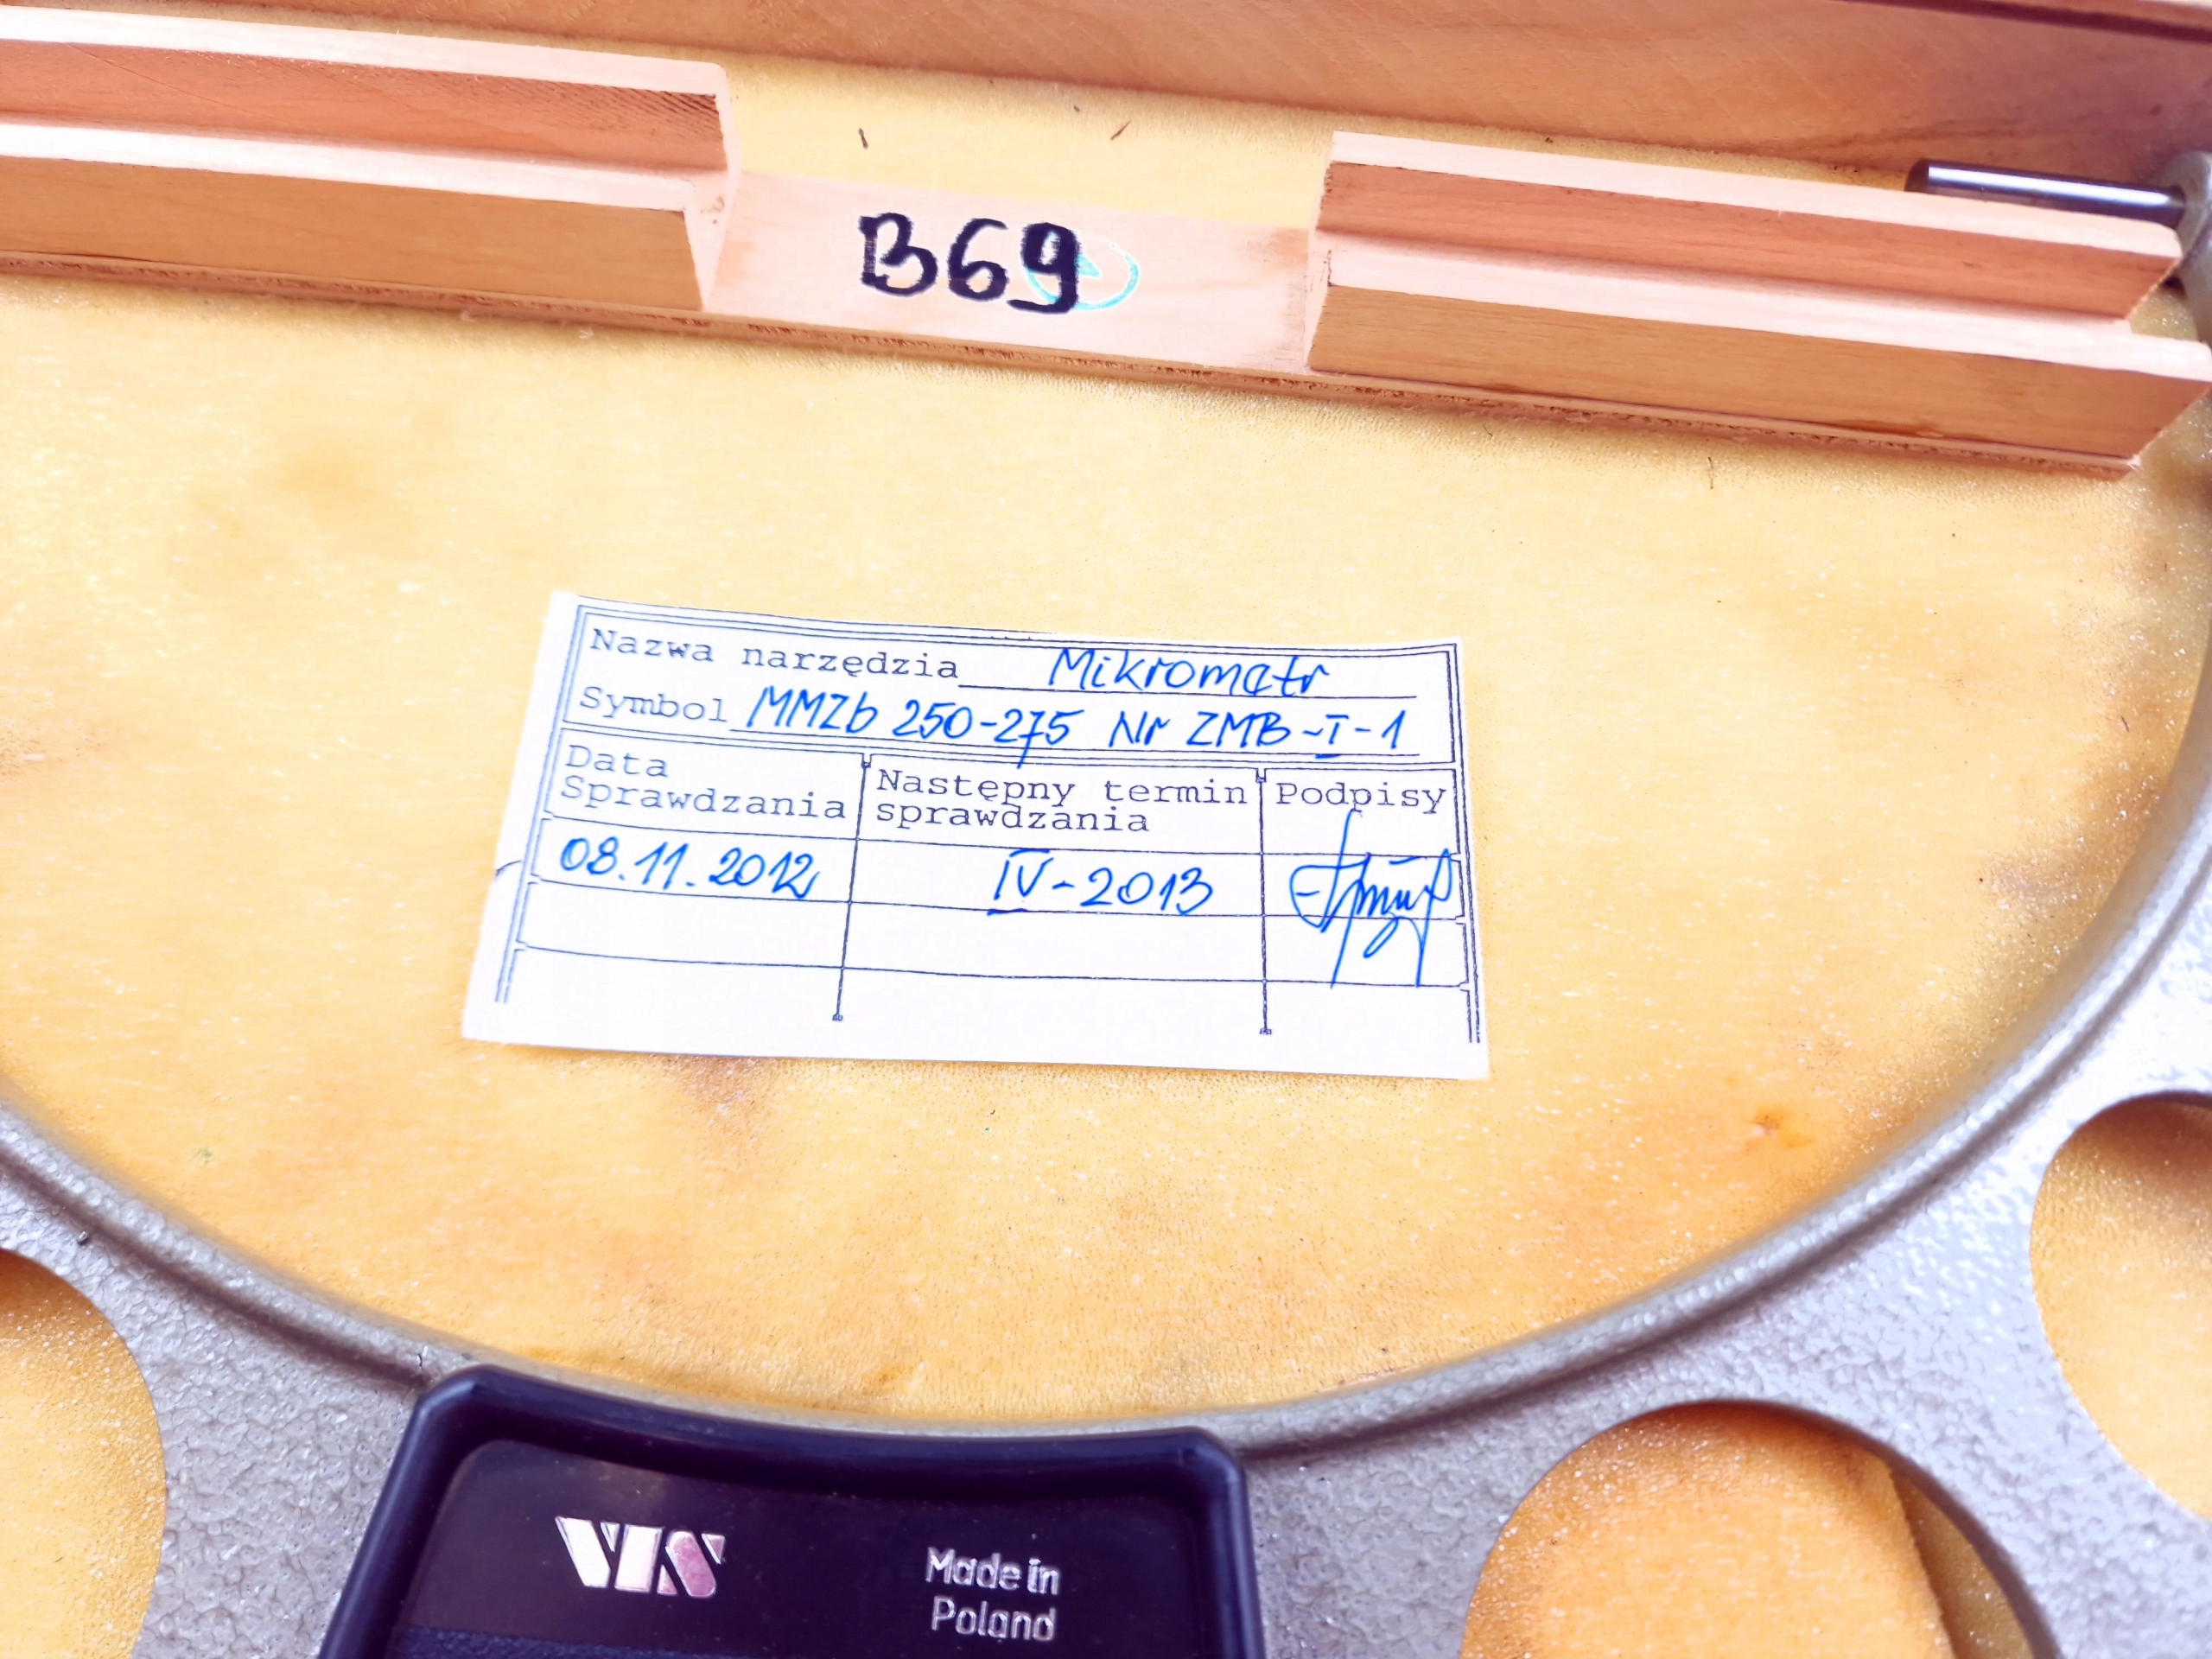 B69
Nazwa narzędzia Mikrometr
Symbol MMZb 250-275 Nr ZMB-I-1
Data Sprawdzania
Następny termin sprawdzania
Podpisy
08.11.2012
IV-2013
VIS
Made in
Poland